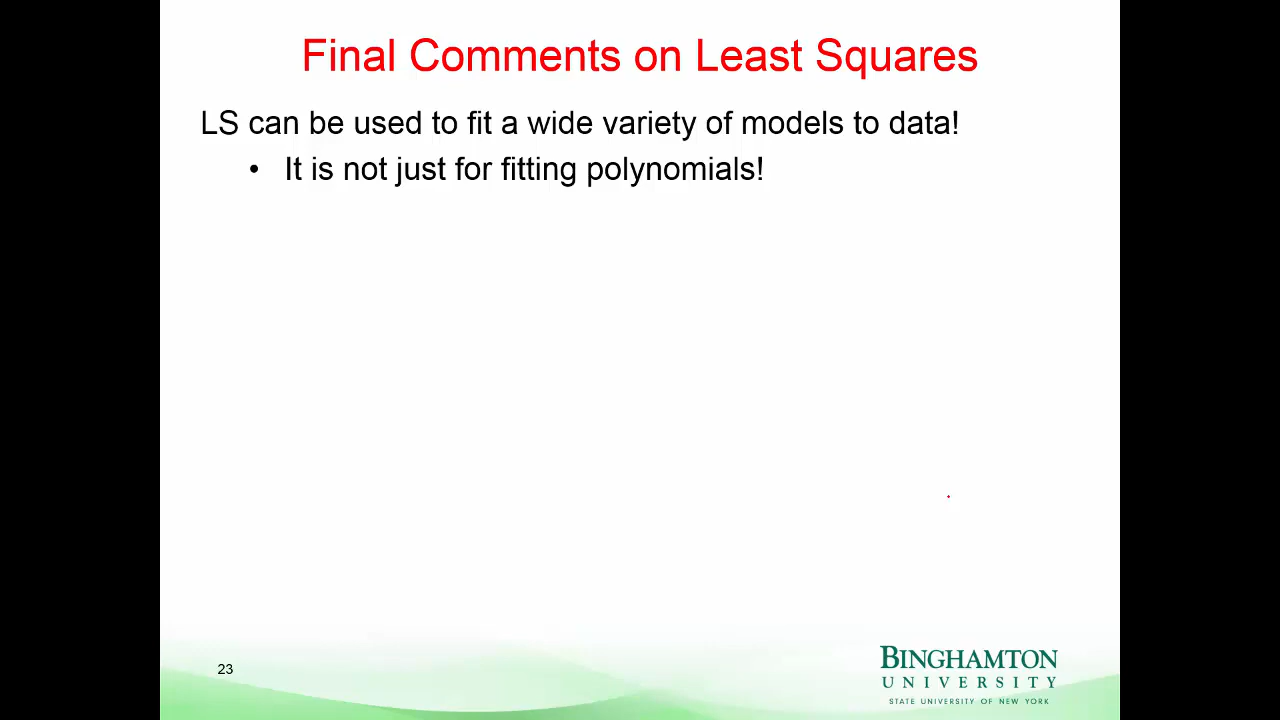 Final Comments on Least Squares
LS can be used to fit a wide variety of models to data!
• It is not just for fitting polynomials!
23
BINGHAMTON
UNIVERSITY
STATE UNIVERSITY OF NEW YORK